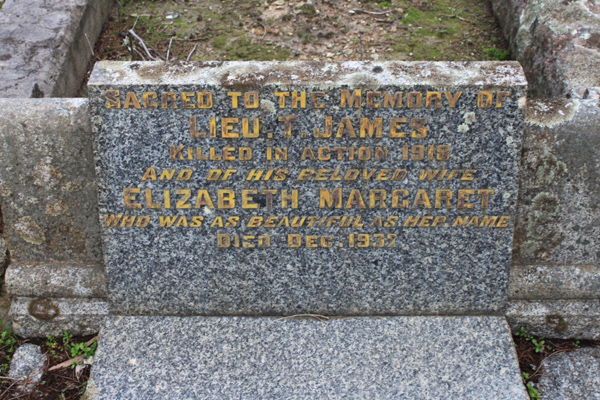 Sacred to the Memory of
LIEU. T. JAMES
KILLED IN ACTION 1918
AND OF HIS BELOVED WIFE
ELIZABETH MARGARET
WHO WAS AS BEAUTIFUL AS HER NAME
DIED DEC. 1937